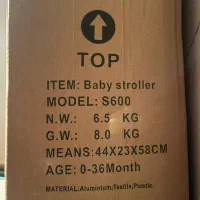 TOP
ITEM: Baby stroller
MODEL: S600
N.W.: 6.5 KG
G.W.: 8.0 KG
MEANS: 44X23X58CM
AGE: 0-36Month
MATERIAL:Aluminium,Textile,Plastic.